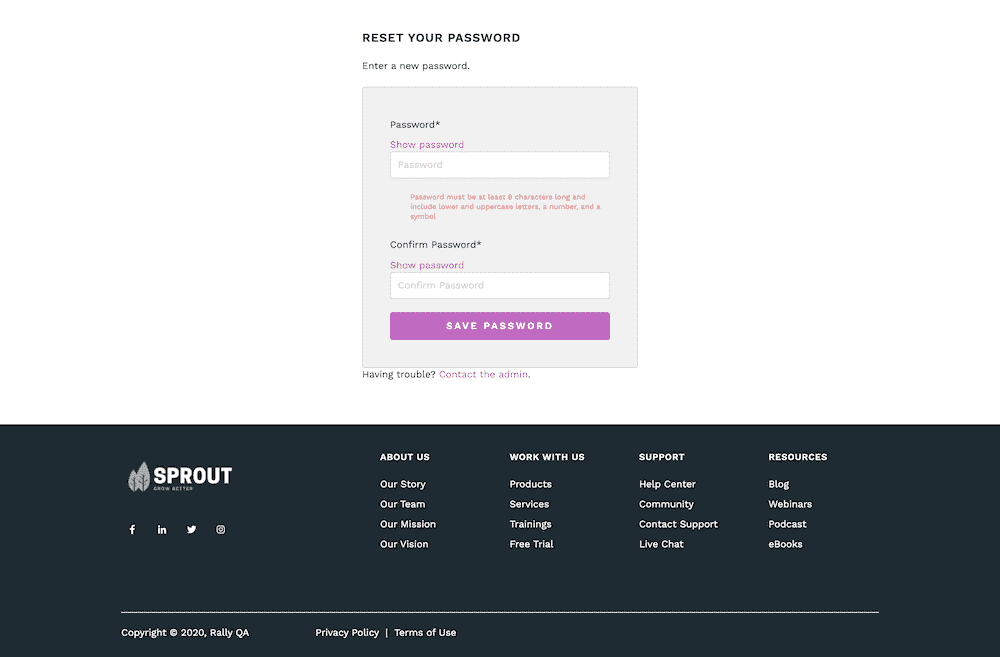 RESET YOUR PASSWORD
Enter a new password.
Password*
Show password
Password
Password must be at least 8 characters long and
include lower and uppercase letters, a number, and a
symbol
Confirm Password*
Show password
Confirm Password
SAVE PASSWORD
Having trouble? Contact the admin.
SPROUT
GROW BETTER
ABOUT US
Our Story
Our Team
Our Mission
Our Vision
WORK WITH US
Products
Services
Trainings
Free Trial
SUPPORT
Help Center
Community
Contact Support
Live Chat
RESOURCES
Blog
Webinars
Podcast
eBooks
Copyright © 2020, Rally QA
Privacy Policy | Terms of Use